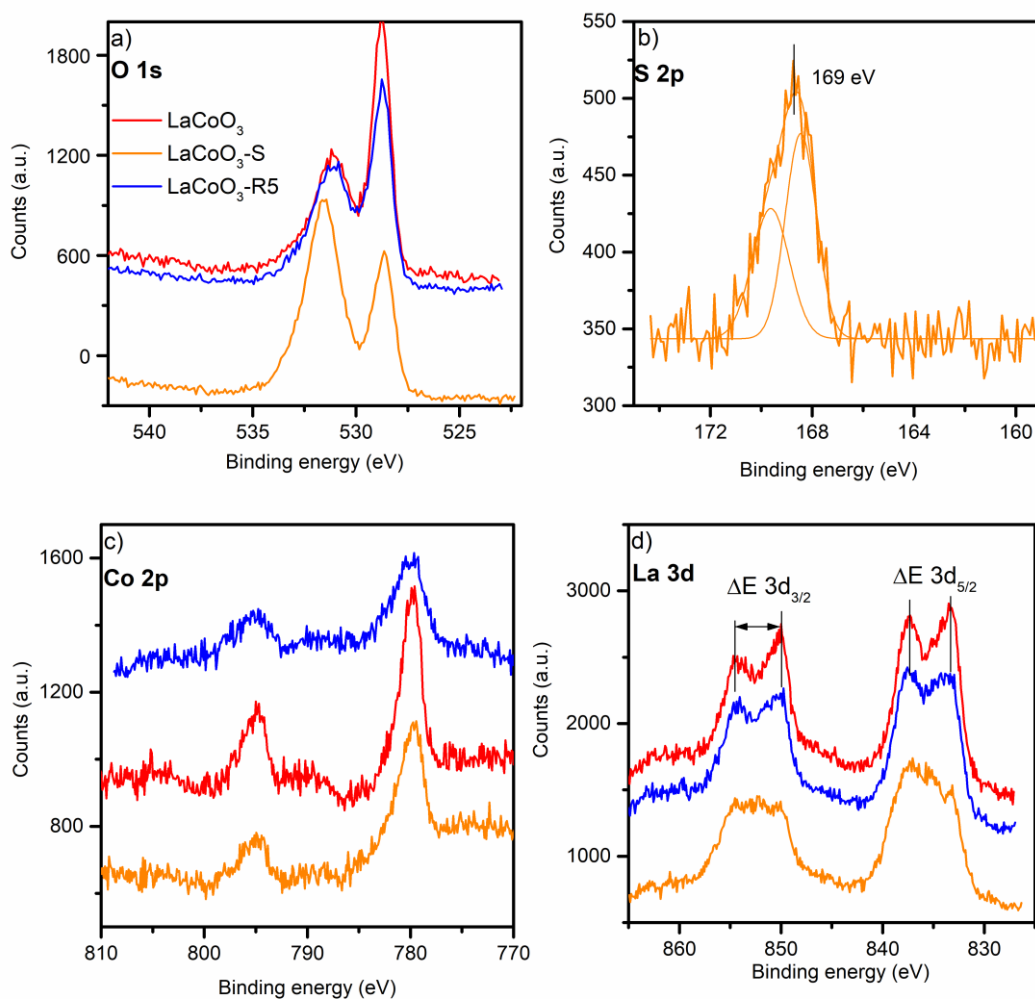 a)
O 1s
LaCoO₃
LaCoO₃-S
LaCoO₃-R5
1800
1200
600
0
Counts (a.u.)
540 535 530 525
Binding energy (eV)
b)
S 2p
169 eV
550
500
450
400
350
300
Counts (a.u.)
172 168 164 160
Binding energy (eV)
c)
Co 2p
1600
1200
800
Counts (a.u.)
810 800 790 780 770
Binding energy (eV)
d)
La 3d
ΔE 3d₃/₂
ΔE 3d₅/₂
3000
2000
1000
Counts (a.u.)
860 850 840 830
Binding energy (eV)